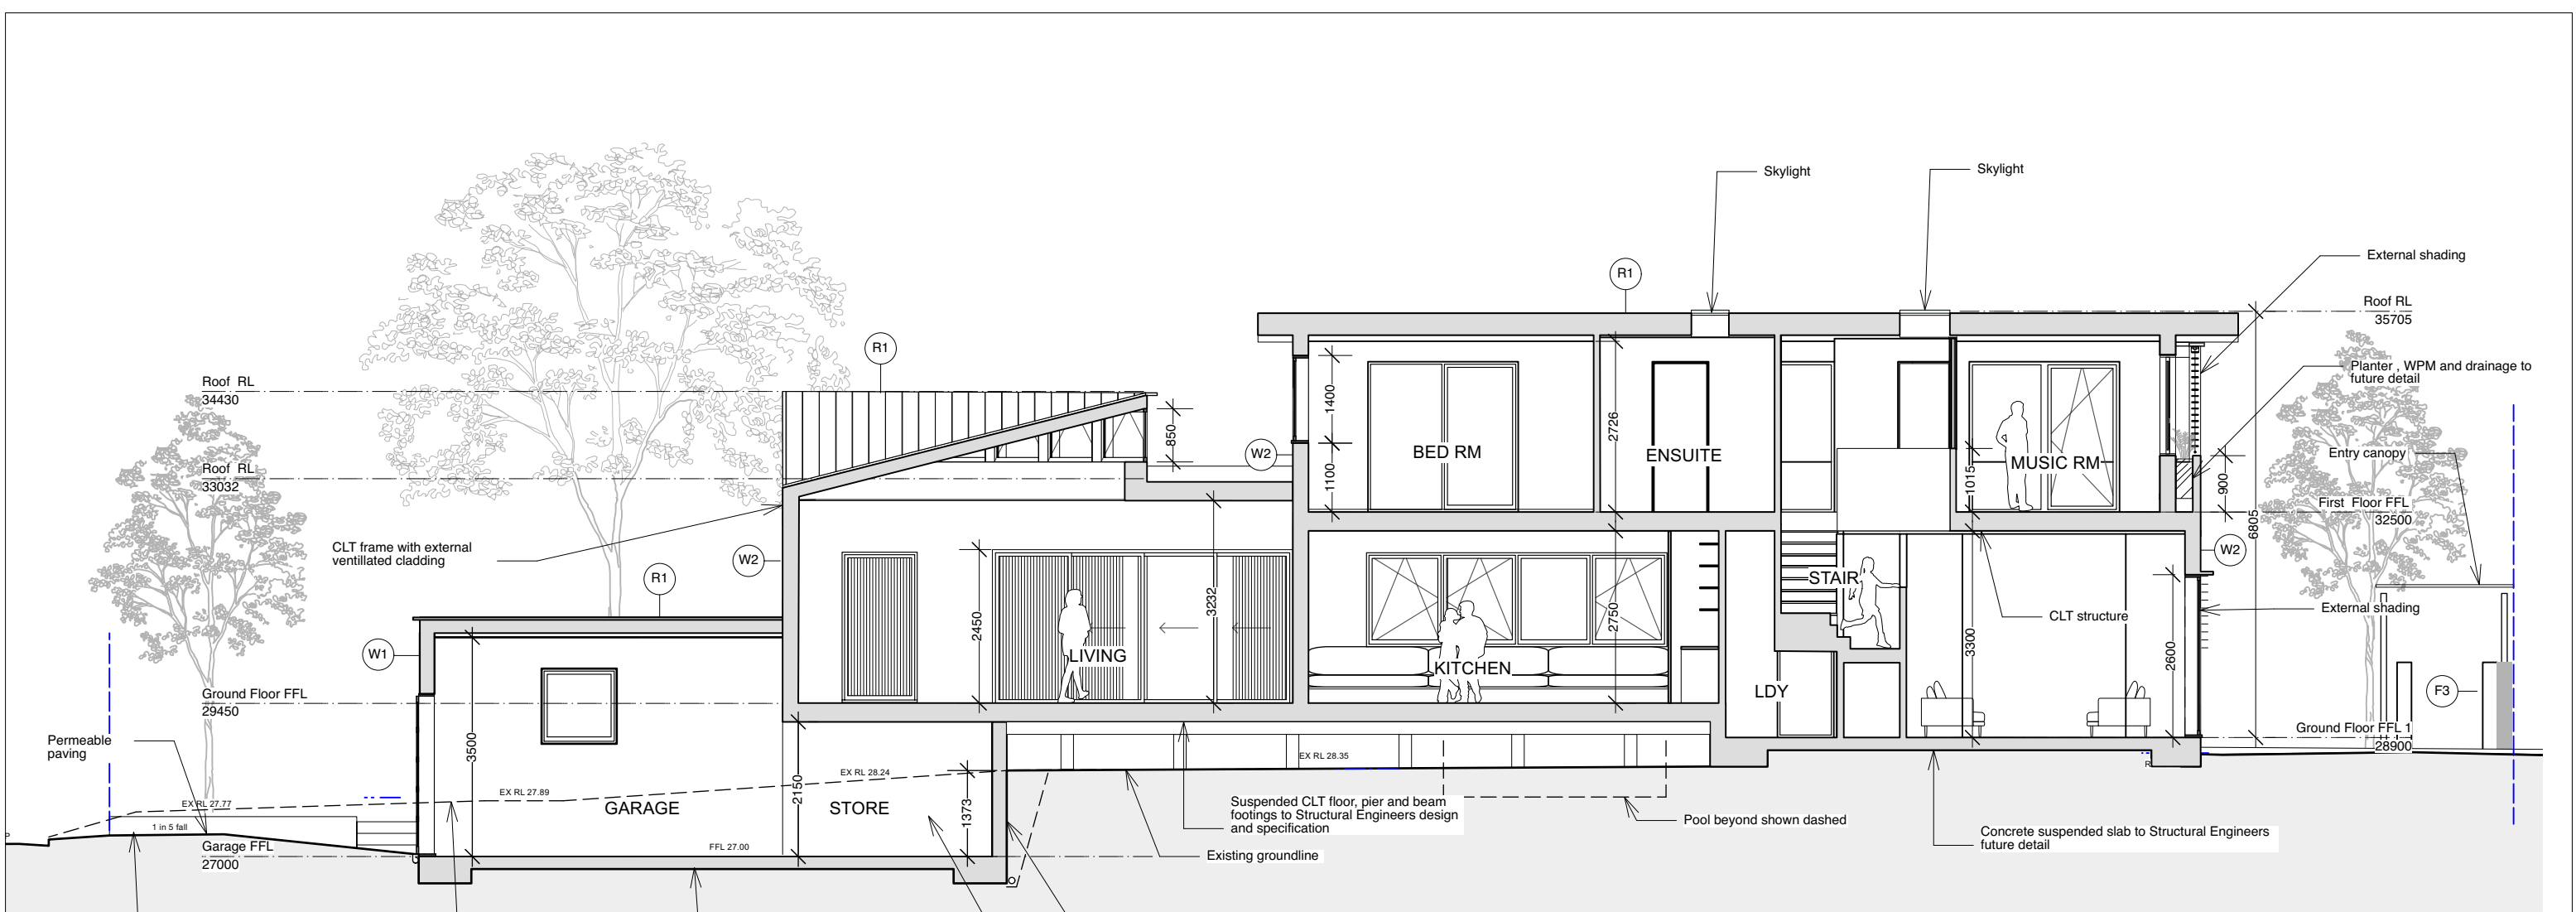 Skylight
Skylight
External shading
R1
Roof RL
35705
R1
Planter , WPM and drainage to
future detail
Roof RL
34430
1400
850
2726
W2
BED RM
ENSUITE
Entry canopy
MUSIC RM
Roof RL
33032
1100
1015
900
First Floor FFL
32500
6805
CLT frame with external
ventillated cladding
W2
W2
R1
STAIR
3232
2450
2750
External shading
CLT structure
3300
2600
W1
LIVING
KITCHEN
LDY
F3
Ground Floor FFL
29450
Ground Floor FFL 1
28900
Permeable
paving
3500
EX RL 28.35
EX RL 28.24
2150
EX RL 27.89
EX RL 27.77
GARAGE
STORE
1373
Suspended CLT floor, pier and beam
footings to Structural Engineers design
and specification
Pool beyond shown dashed
1 in 5 fall
Concrete suspended slab to Structural Engineers
future detail
Garage FFL
27000
FFL 27.00
Existing groundline